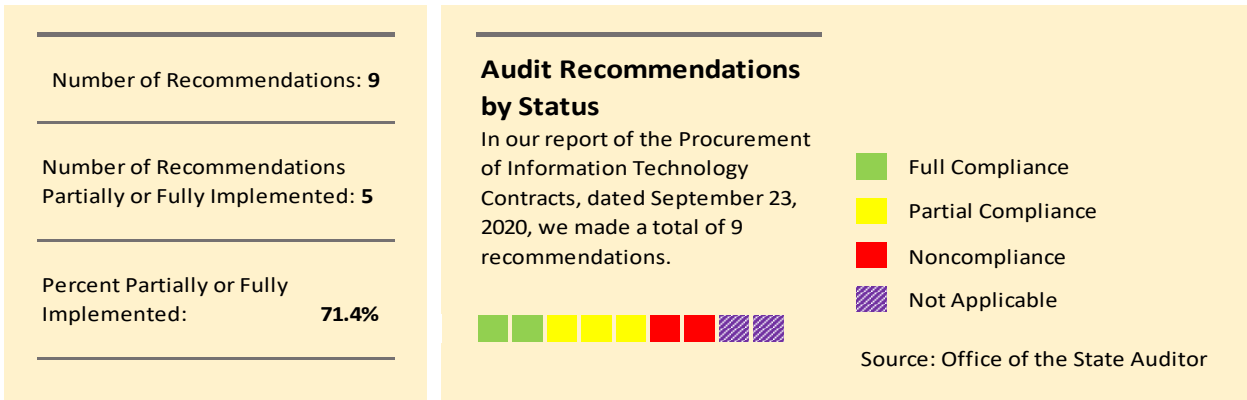 Number of Recommendations: 9
Number of Recommendations
Partially or Fully Implemented: 5
Percent Partially or Fully
Implemented: 71.4%
Audit Recommendations
by Status
In our report of the Procurement
of Information Technology
Contracts, dated September 23,
2020, we made a total of 9
recommendations.
Full Compliance
Partial Compliance
Noncompliance
Not Applicable
Source: Office of the State Auditor